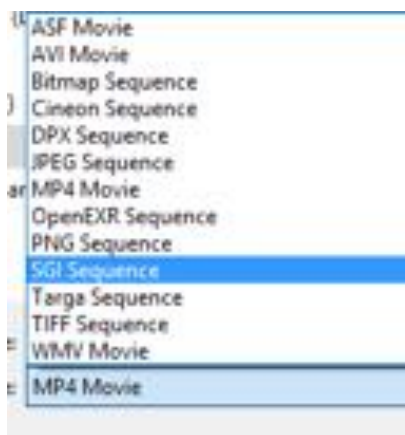 ASF Movie
AVI Movie
Bitmap Sequence
Cineon Sequence
DPX Sequence
JPEG Sequence
MP4 Movie
OpenEXR Sequence
PNG Sequence
SGI Sequence
Targa Sequence
TIFF Sequence
WMV Movie
MP4 Movie